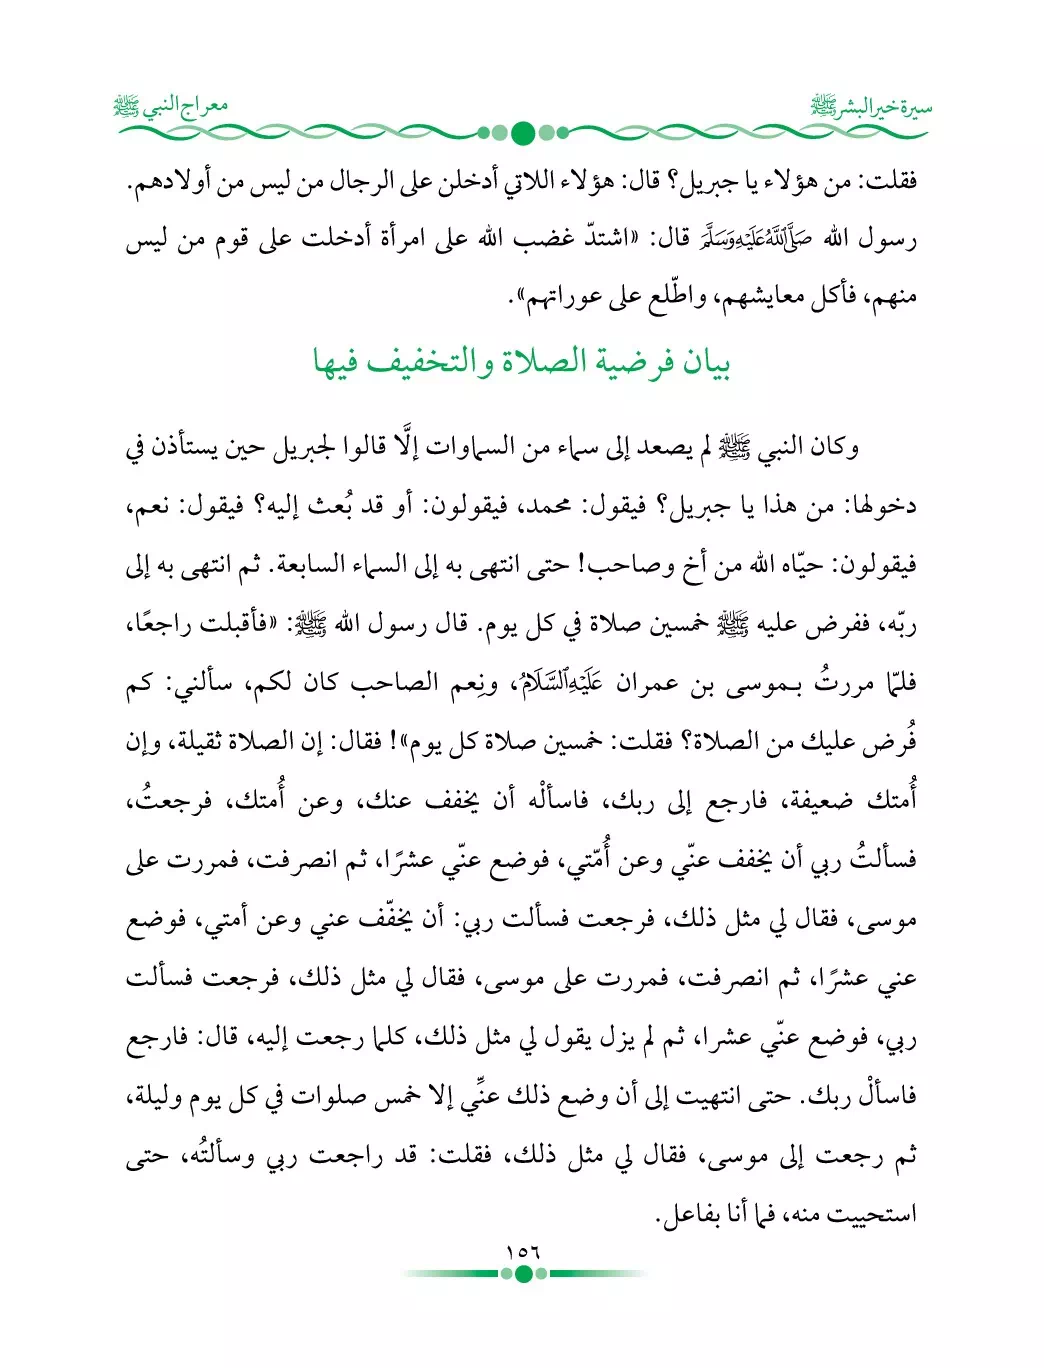 سيرة خير البشر ﷺ
معراج النبي ﷺ
فقلت: من هؤلاء يا جبريل؟ قال: هؤلاء اللاتي أدخلن على الرجال من ليس من أولادهم.
رسول الله صَلَّىٰللَّهُعَلَيْهِوَسَلَّمَ قال: «اشتدّ غضب الله على امرأة أدخلت على قوم من ليس
منهم، فأكل معايشهم، واطّلع على عوراتهم».
بيان فرضية الصلاة والتخفيف فيها
وكان النبي ﷺ لم يصعد إلى سماء من السماوات إلَّا قالوا لجبريل حين يستأذن في
دخولها: من هذا يا جبريل؟ فيقول: محمد، فيقولون: أو قد بُعث إليه؟ فيقول: نعم،
فيقولون: حيّاه الله من أخ وصاحب! حتى انتهى به إلى السماء السابعة. ثم انتهى به إلى
ربّه، ففرض عليه ﷺ خمسين صلاة في كل يوم. قال رسول الله ﷺ: «فأقبلت راجعًا،
فلمّا مررتُ بـموسى بن عمران عَلَيْهِٱلسَّلَامُ، ونِعم الصاحب كان لكم، سألني: كم
فُرض عليك من الصلاة؟ فقلت: خمسين صلاة كل يوم»! فقال: إن الصلاة ثقيلة، وإن
أُمتك ضعيفة، فارجع إلى ربك، فاسألْه أن يخفف عنك، وعن أُمتك، فرجعتُ،
فسألتُ ربي أن يخفف عنّي وعن أُمّتي، فوضع عنّي عشرًا، ثم انصرفت، فمررت على
موسى، فقال لي مثل ذلك، فرجعت فسألت ربي: أن يخفّف عني وعن أمتي، فوضع
عني عشرًا، ثم انصرفت، فمررت على موسى، فقال لي مثل ذلك، فرجعت فسألت
ربي، فوضع عنّي عشرا، ثم لم يزل يقول لي مثل ذلك، كلما رجعت إليه، قال: فارجع
فاسألْ ربك. حتى انتهيت إلى أن وضع ذلك عنِّي إلا خمس صلوات في كل يوم وليلة،
ثم رجعت إلى موسى، فقال لي مثل ذلك، فقلت: قد راجعت ربي وسألتُه، حتى
استحييت منه، فما أنا بفاعل.
١٥٦